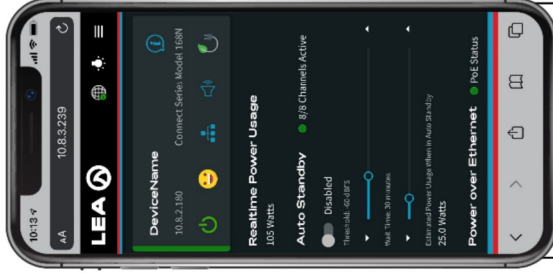 10:13
AA 10.8.3.239
LEA
DeviceName
10.8.2.180 Connect Series Model 168N
Realtime Power Usage
105 Watts
Auto Standby 8/8 Channels Active
Disabled
Threshold: -60 dBFS
Wait Time: 30 minutes
Estimated Power Usage When in Auto Standby
25.0 Watts
Power over Ethernet PoE Status